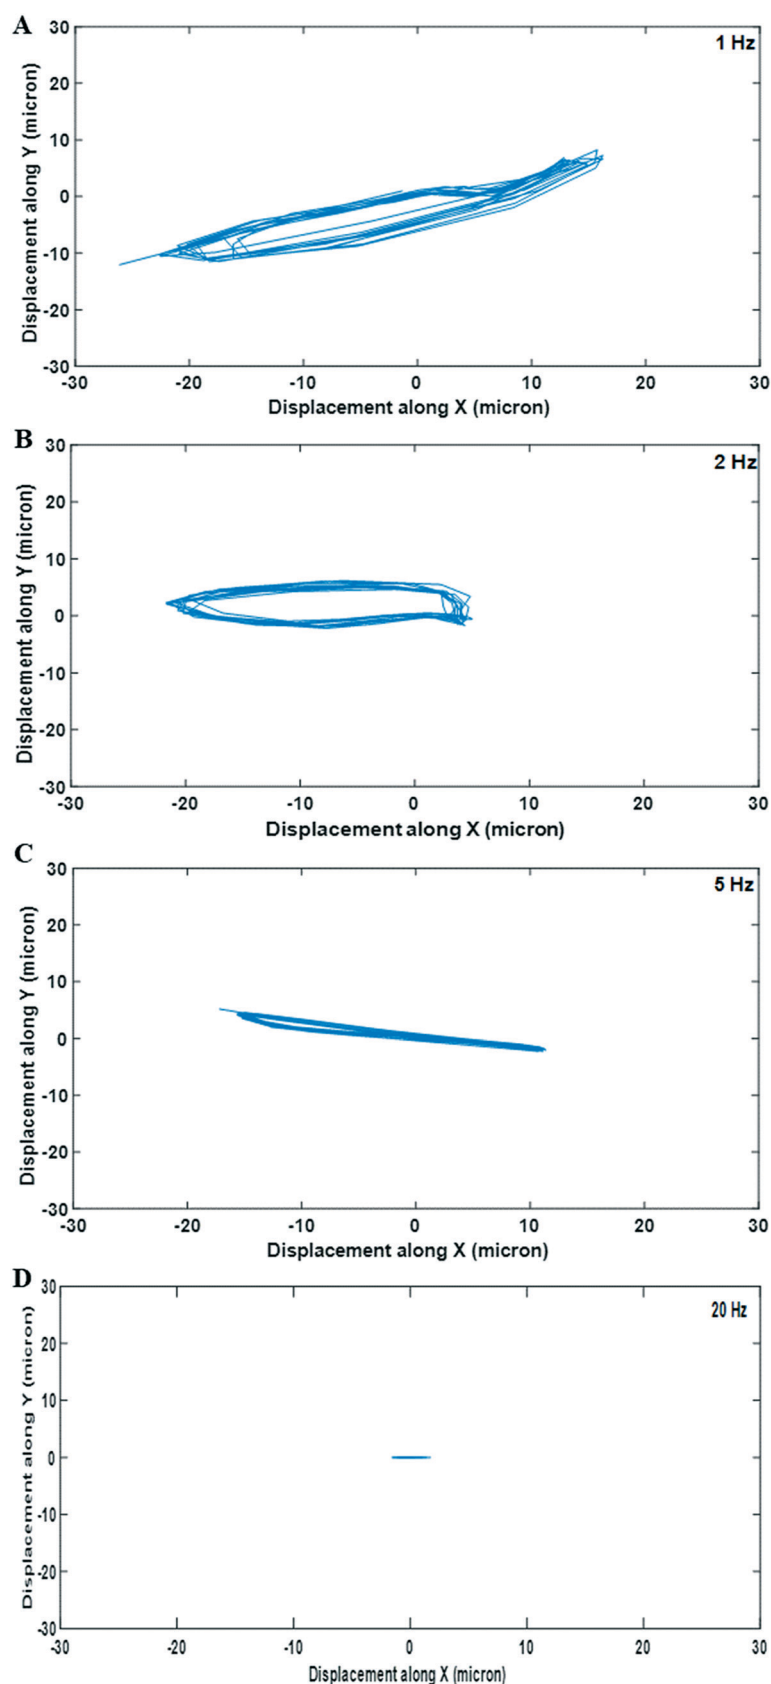 A
1 Hz
Displacement along Y (micron)
30
20
10
0
-10
-20
-30
-30 -20 -10 0 10 20 30
Displacement along X (micron)
B
2 Hz
Displacement along Y (micron)
30
20
10
0
-10
-20
-30
-30 -20 -10 0 10 20 30
Displacement along X (micron)
C
5 Hz
Displacement along Y (micron)
30
20
10
0
-10
-20
-30
-30 -20 -10 0 10 20 30
Displacement along X (micron)
D
20 Hz
Displacement along Y (micron)
30
20
10
0
-10
-20
-30
-30 -20 -10 0 10 20 30
Displacement along X (micron)